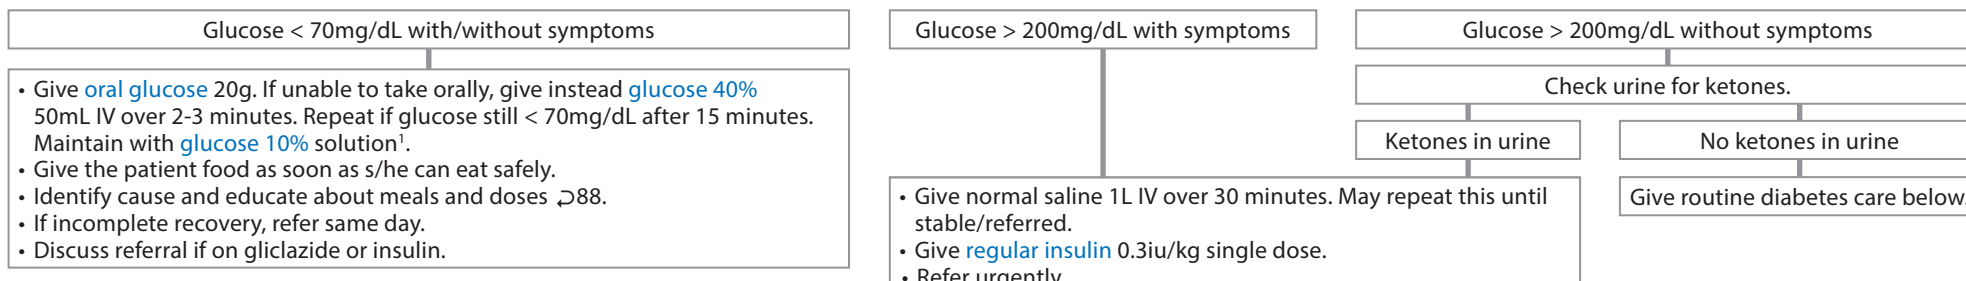 Glucose < 70mg/dL with/without symptoms
• Give oral glucose 20g. If unable to take orally, give instead glucose 40%
50mL IV over 2-3 minutes. Repeat if glucose still < 70mg/dL after 15 minutes.
Maintain with glucose 10% solution¹.
• Give the patient food as soon as s/he can eat safely.
• Identify cause and educate about meals and doses ⮌88.
• If incomplete recovery, refer same day.
• Discuss referral if on gliclazide or insulin.
Glucose > 200mg/dL with symptoms
Glucose > 200mg/dL without symptoms
Check urine for ketones.
Ketones in urine
No ketones in urine
• Give normal saline 1L IV over 30 minutes. May repeat this until
stable/referred.
• Give regular insulin 0.3iu/kg single dose.
• Refer urgently
Give routine diabetes care below.